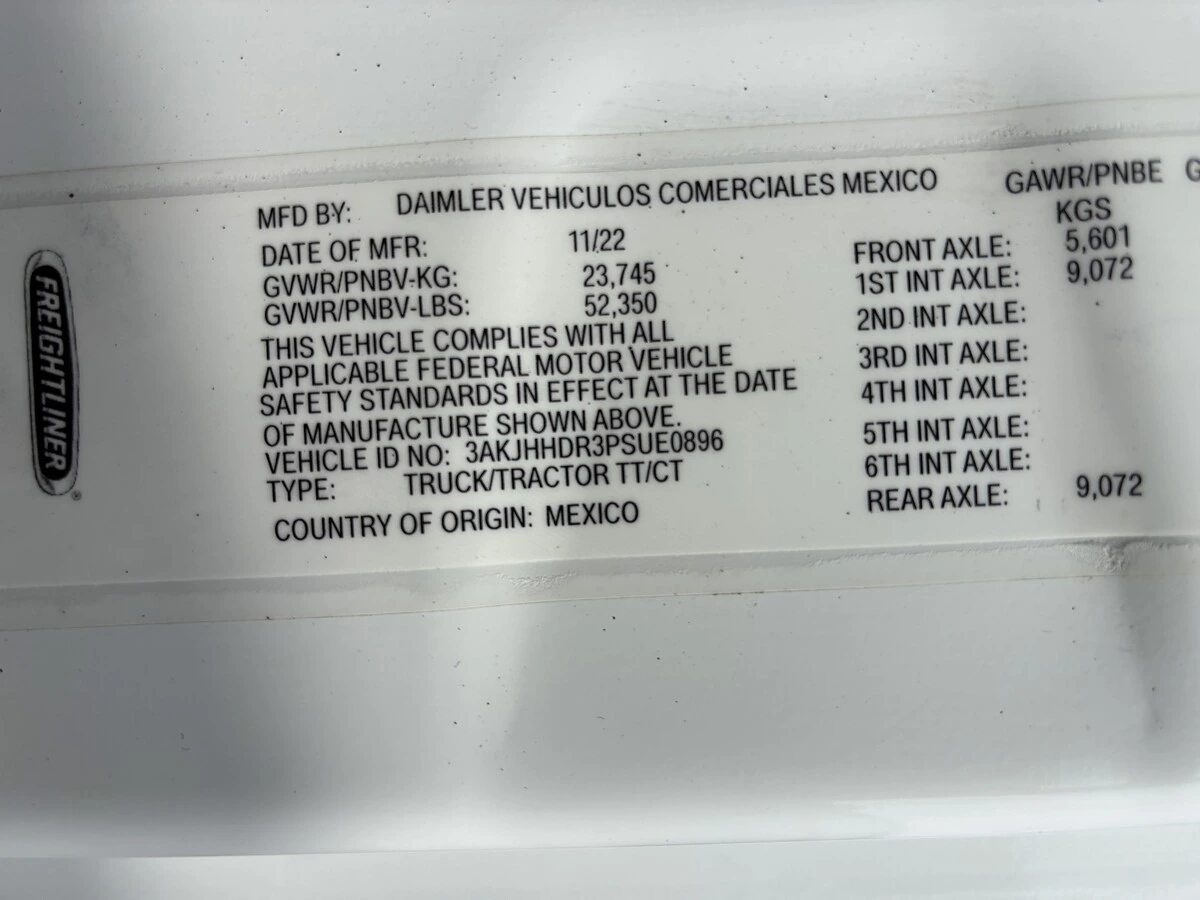 FREIGHTLINER
®
MFD BY: DAIMLER VEHICULOS COMERCIALES MEXICO
DATE OF MFR: 11/22
GVWR/PNBV-KG: 23,745
GVWR/PNBV-LBS: 52,350
THIS VEHICLE COMPLIES WITH ALL
APPLICABLE FEDERAL MOTOR VEHICLE
SAFETY STANDARDS IN EFFECT AT THE DATE
OF MANUFACTURE SHOWN ABOVE.
VEHICLE ID NO: 3AKJHHDR3PSUE0896
TYPE: TRUCK/TRACTOR TT/CT
COUNTRY OF ORIGIN: MEXICO
GAWR/PNBE G
KGS
FRONT AXLE: 5,601
1ST INT AXLE: 9,072
2ND INT AXLE:
3RD INT AXLE:
4TH INT AXLE:
5TH INT AXLE:
6TH INT AXLE:
REAR AXLE: 9,072